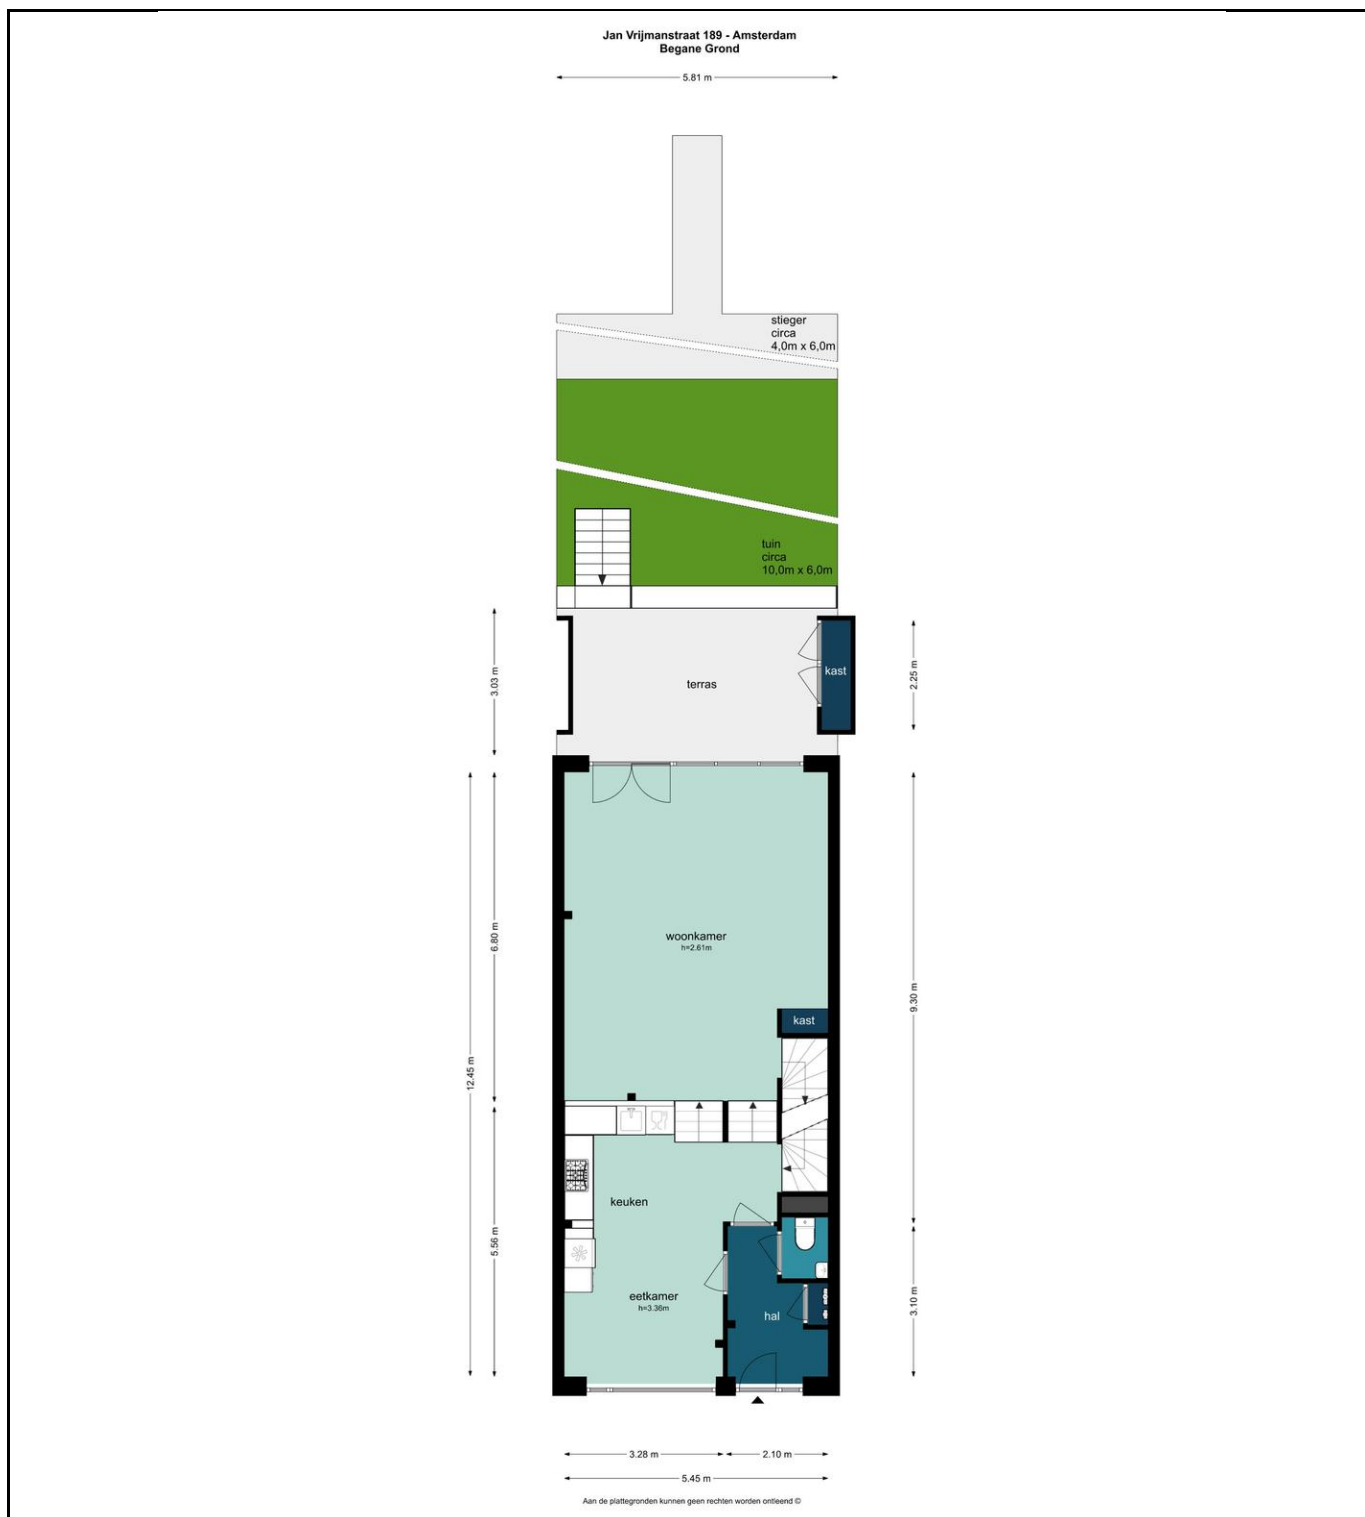 Jan Vrijmanstraat 189 - Amsterdam
Begane Grond
5.81 m
stieger
circa
4,0m x 6,0m
tuin
circa
10,0m x 6,0m
3.03 m
terras
kast
2.25 m
woonkamer
h=2.61m
6.80 m
9.30 m
kast
12.45 m
keuken
5.56 m
eetkamer
h=3.36m
hal
3.10 m
3.28 m
2.10 m
5.45 m
Aan de plattegronden kunnen geen rechten worden ontleend ©